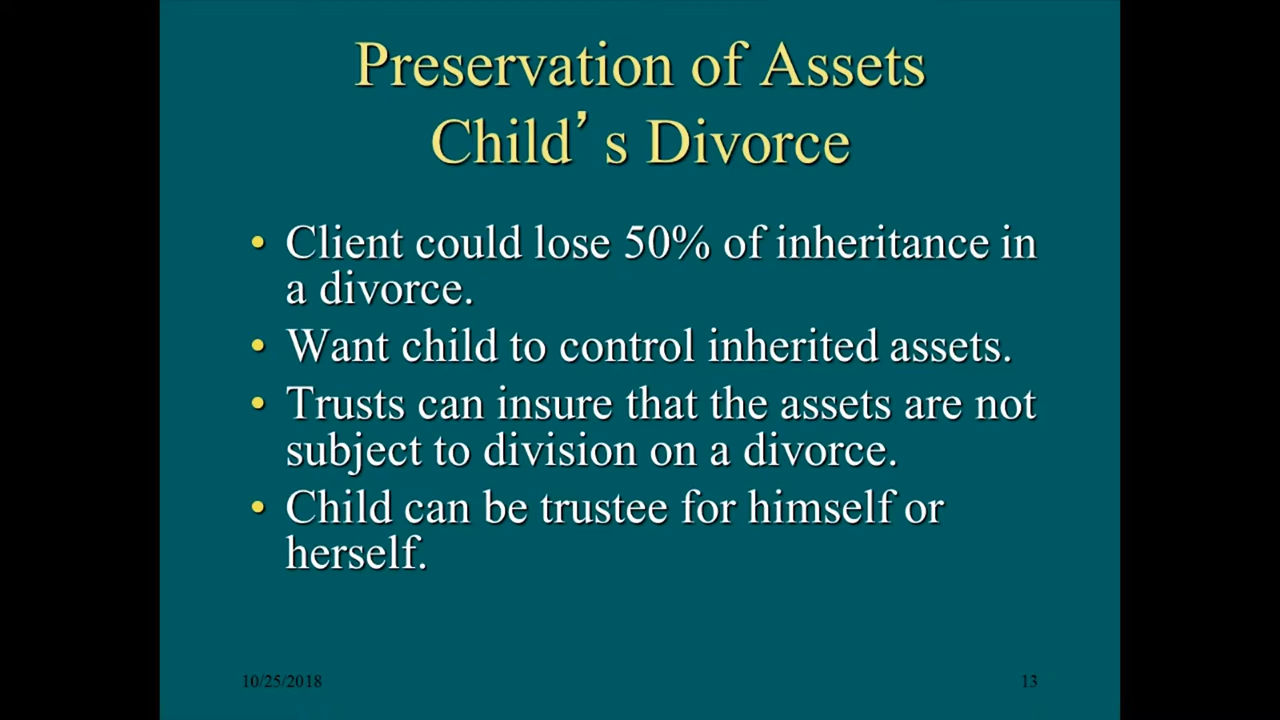 Preservation of Assets
Child’s Divorce
• Client could lose 50% of inheritance in
a divorce.
• Want child to control inherited assets.
• Trusts can insure that the assets are not
subject to division on a divorce.
• Child can be trustee for himself or
herself.
10/25/2018
13